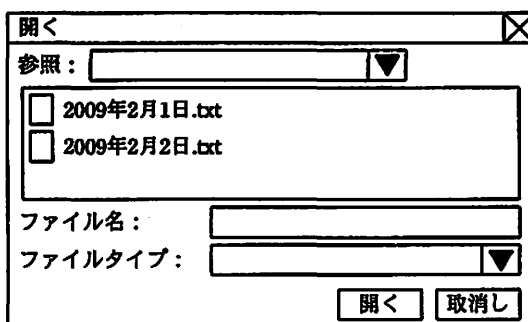 開く
参照：
2009年2月1日.txt
2009年2月2日.txt
ファイル名：
ファイルタイプ：
開く 取消し